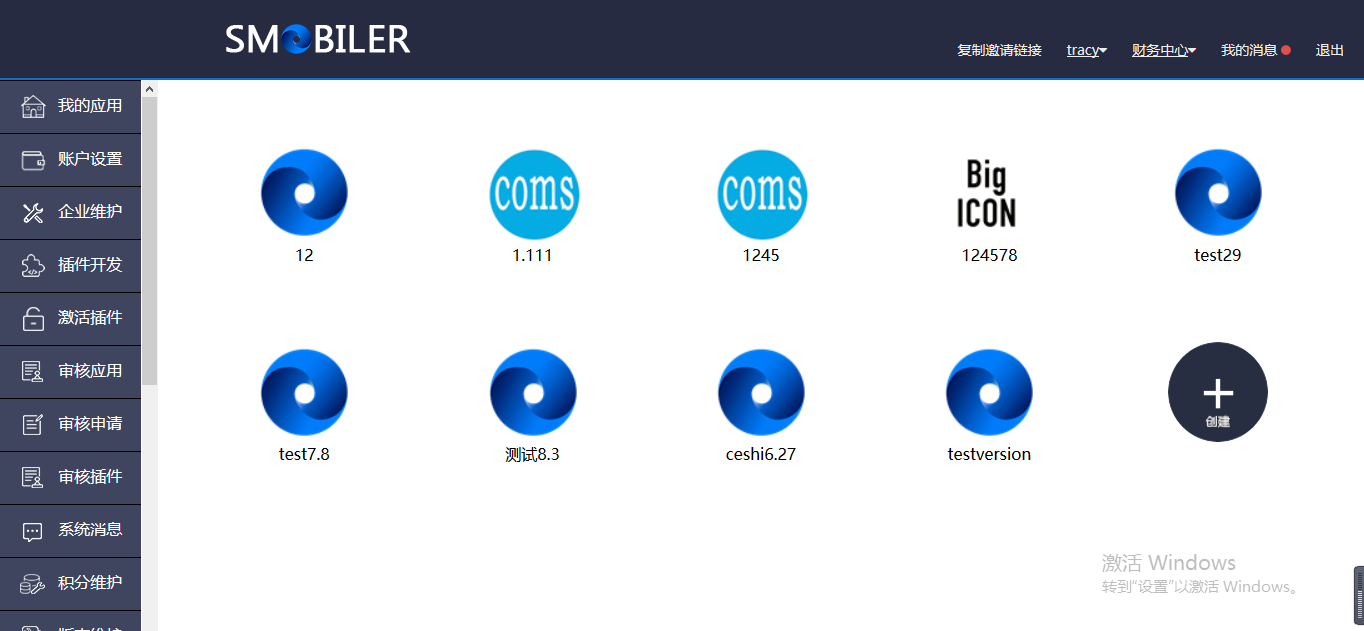 SMOBILER
复制邀请链接 tracy 财务中心 我的消息 退出
我的应用
账户设置
企业维护
插件开发
激活插件
审核应用
审核申请
审核插件
系统消息
积分维护
版本维护
coms
coms
Big
ICON
12
1.111
1245
124578
test29
创建
test7.8
测试8.3
ceshi6.27
testversion
激活 Windows
转到"设置"以激活 Windows。